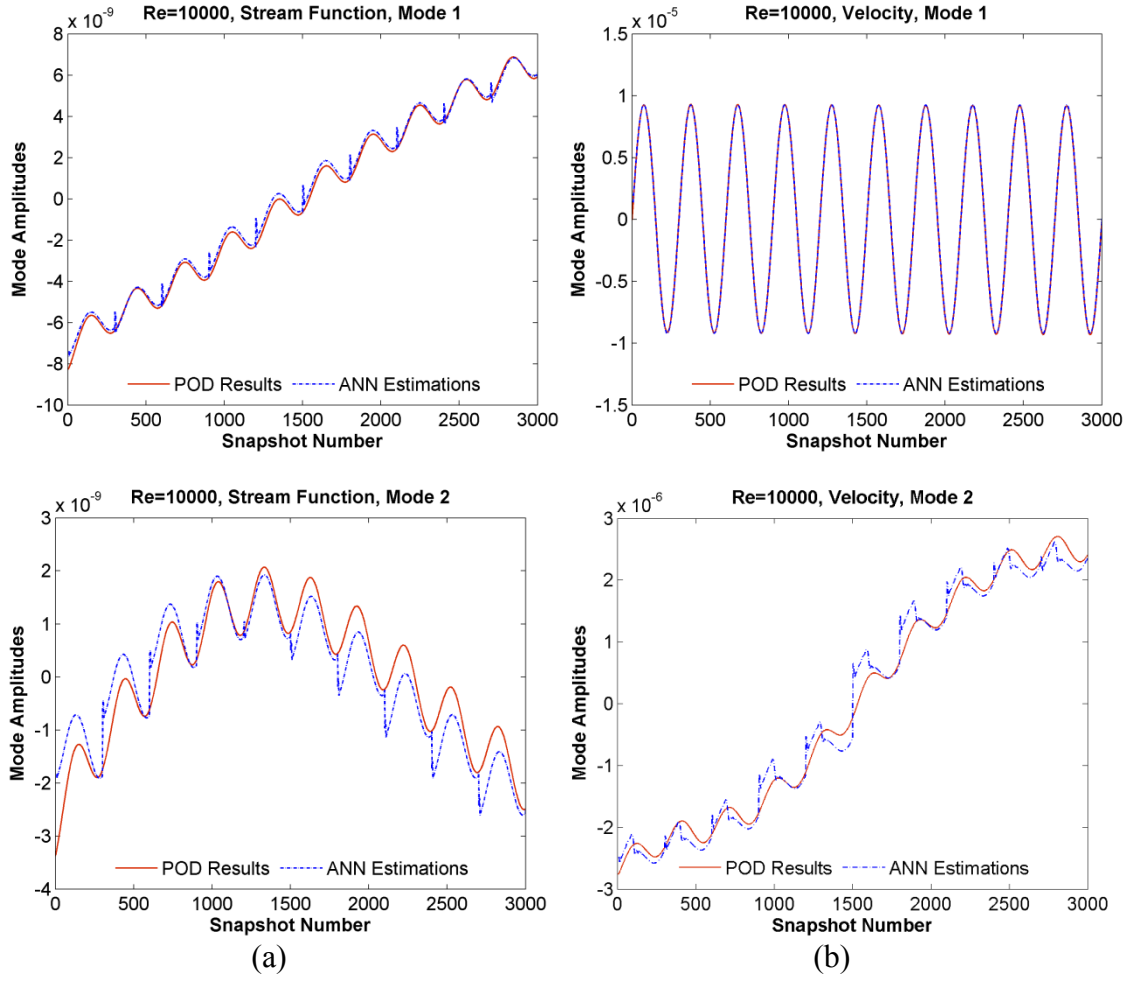 x 10-9
Re=10000, Stream Function, Mode 1
8
6
4
2
0
-2
-4
-6
-8
-10
Mode Amplitudes
POD Results ANN Estimations
0 500 1000 1500 2000 2500 3000
Snapshot Number
x 10-5
Re=10000, Velocity, Mode 1
1.5
1
0.5
0
-0.5
-1
-1.5
Mode Amplitudes
POD Results ANN Estimations
0 500 1000 1500 2000 2500 3000
Snapshot Number
x 10-9
Re=10000, Stream Function, Mode 2
3
2
1
0
-1
-2
-3
-4
Mode Amplitudes
POD Results ANN Estimations
0 500 1000 1500 2000 2500 3000
Snapshot Number
(a)
x 10-6
Re=10000, Velocity, Mode 2
3
2
1
0
-1
-2
-3
Mode Amplitudes
POD Results ANN Estimations
0 500 1000 1500 2000 2500 3000
Snapshot Number
(b)